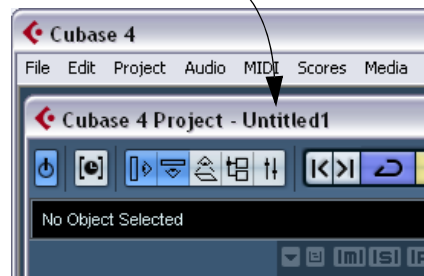 Cubase 4
File Edit Project Audio MIDI Scores Media
Cubase 4 Project - Untitled1
No Object Selected